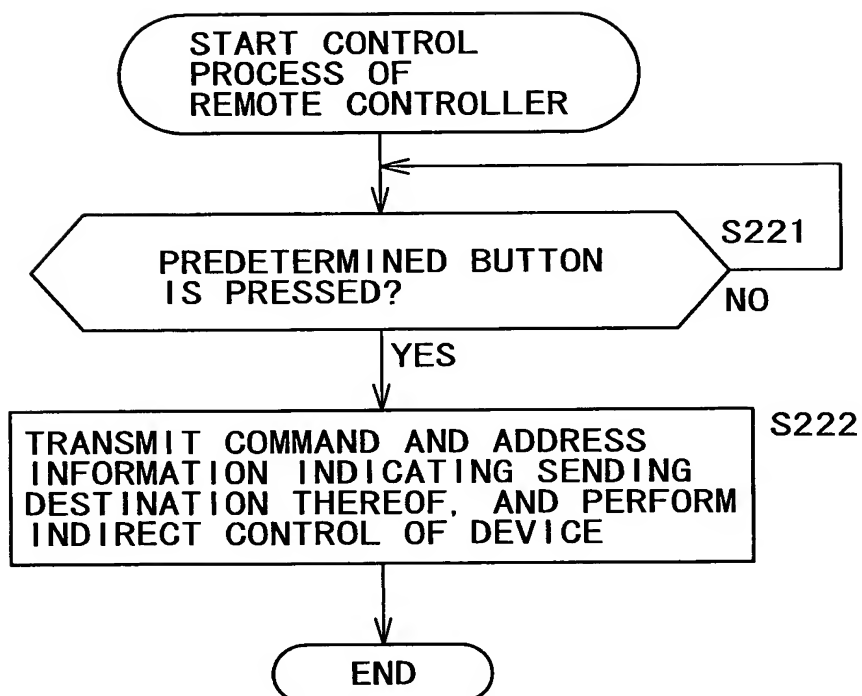 START CONTROL
PROCESS OF
REMOTE CONTROLLER
S221
PREDETERMINED BUTTON
IS PRESSED?
NO
YES
S222
TRANSMIT COMMAND AND ADDRESS
INFORMATION INDICATING SENDING
DESTINATION THEREOF, AND PERFORM
INDIRECT CONTROL OF DEVICE
END